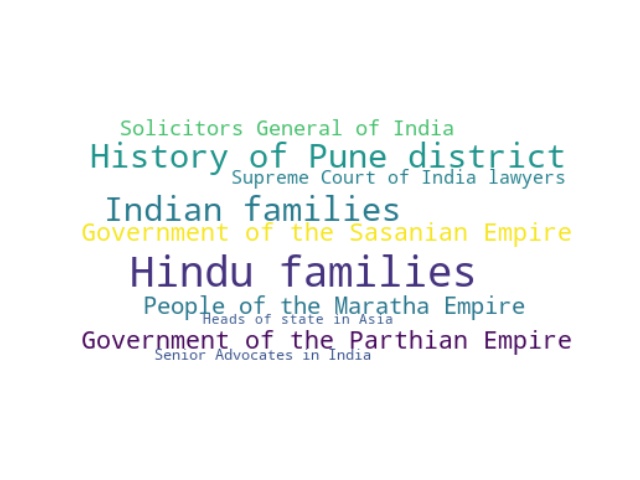 Solicitors General of India
History of Pune district
Supreme Court of India lawyers
Indian families
Government of the Sasanian Empire
Hindu families
People of the Maratha Empire
Heads of state in Asia
Government of the Parthian Empire
Senior Advocates in India